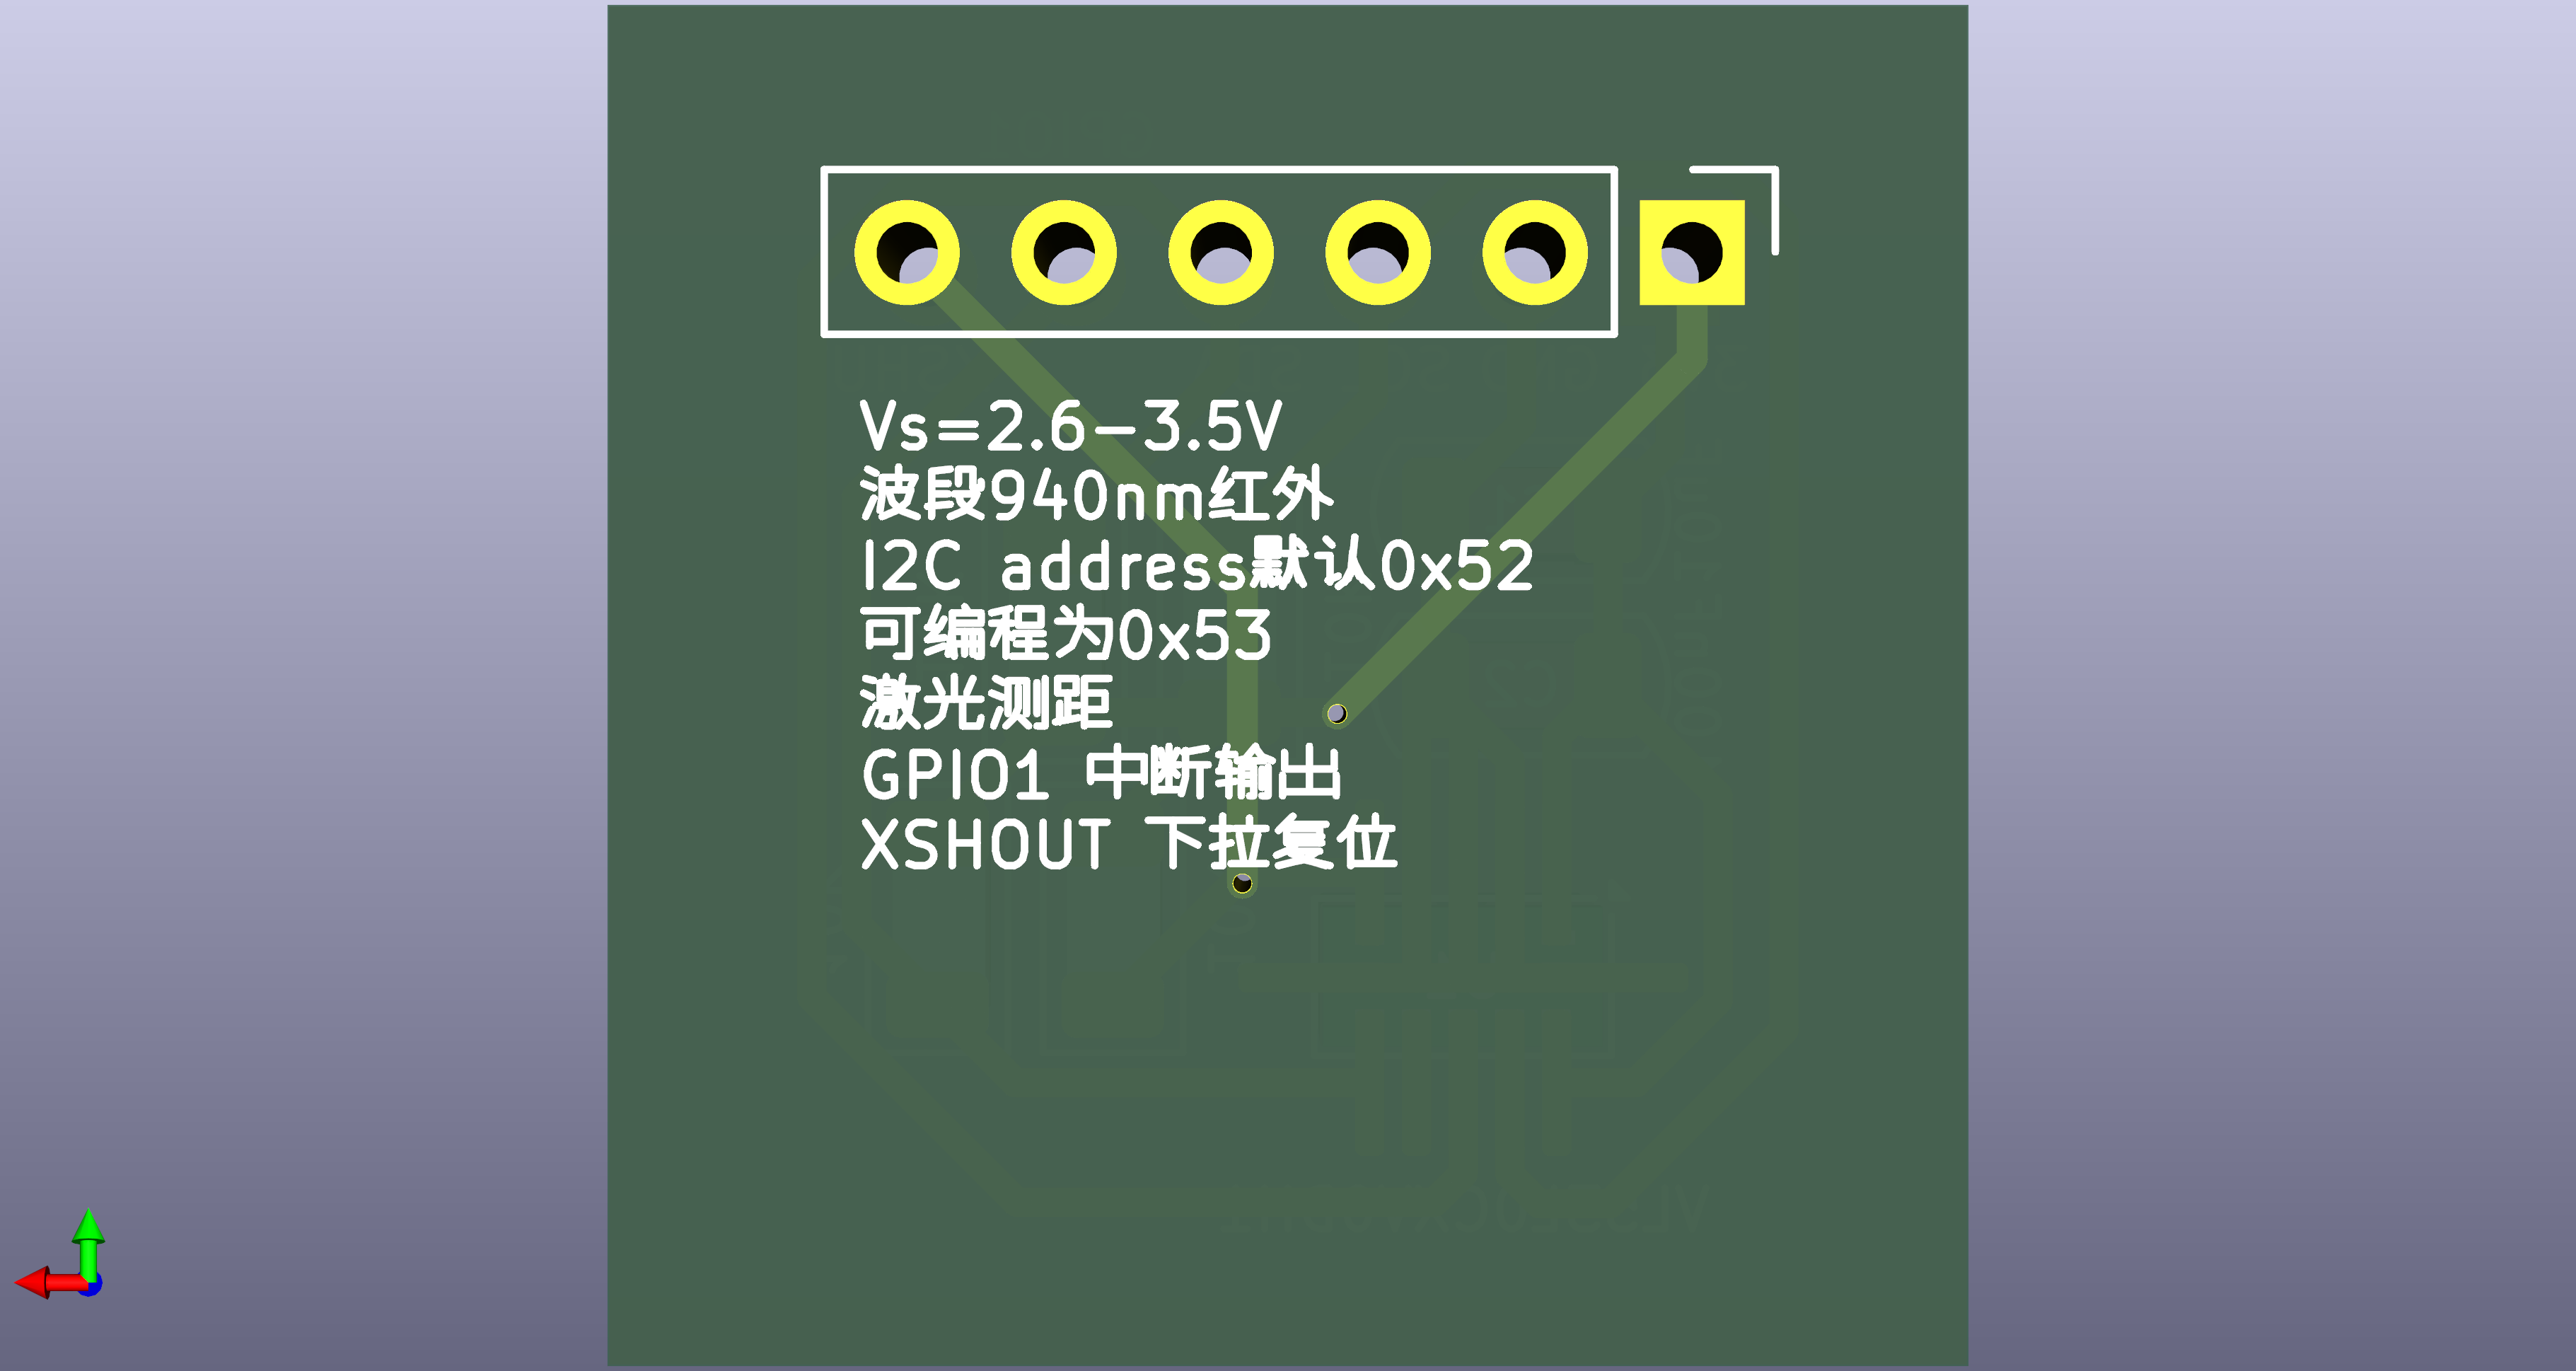 Vs=2.6-3.5V
波段940nm红外
I2C address默认0x52
可编程为0x53
激光测距
GPIO1 中断输出
XSHOUT 下拉复位